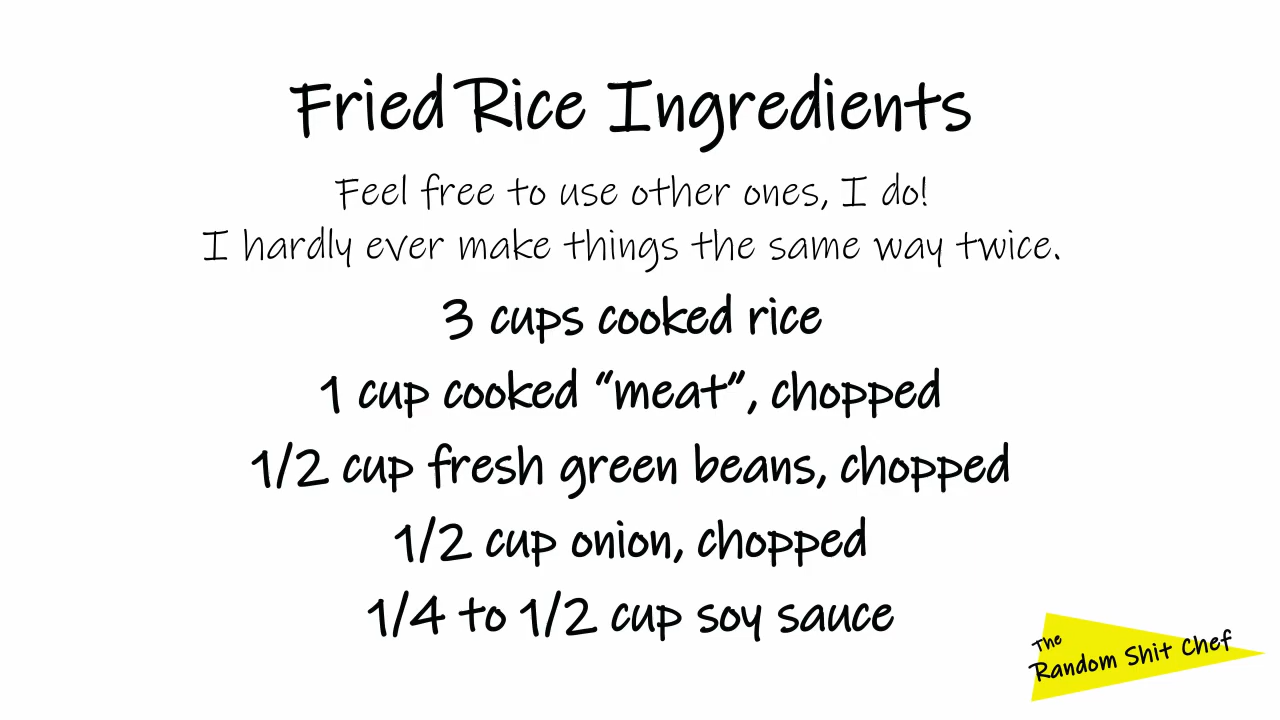 Fried Rice Ingredients
Feel free to use other ones, I do!
I hardly ever make things the same way twice.
3 cups cooked rice
1 cup cooked “meat”, chopped
1/2 cup fresh green beans, chopped
1/2 cup onion, chopped
1/4 to 1/2 cup soy sauce
The
Random Shit Chef